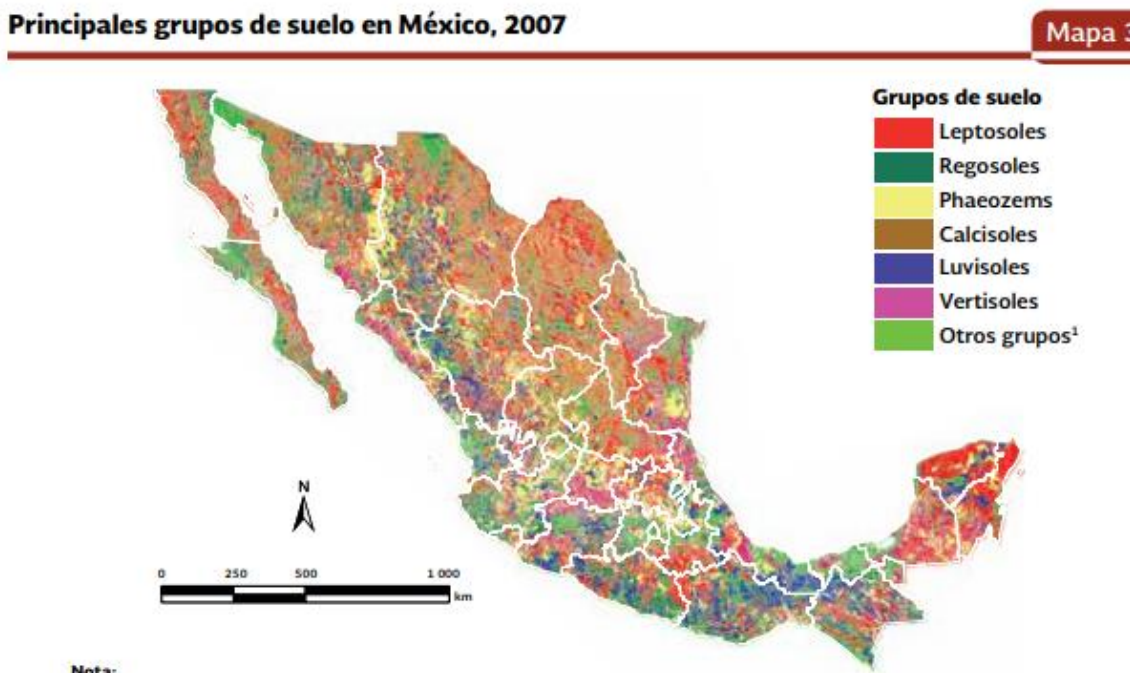 Principales grupos de suelo en México, 2007
Mapa 3
Grupos de suelo
Leptosoles
Regosoles
Phaeozems
Calcisoles
Luvisoles
Vertisoles
Otros grupos¹
N
0 250 500 1 000
km
Nota: